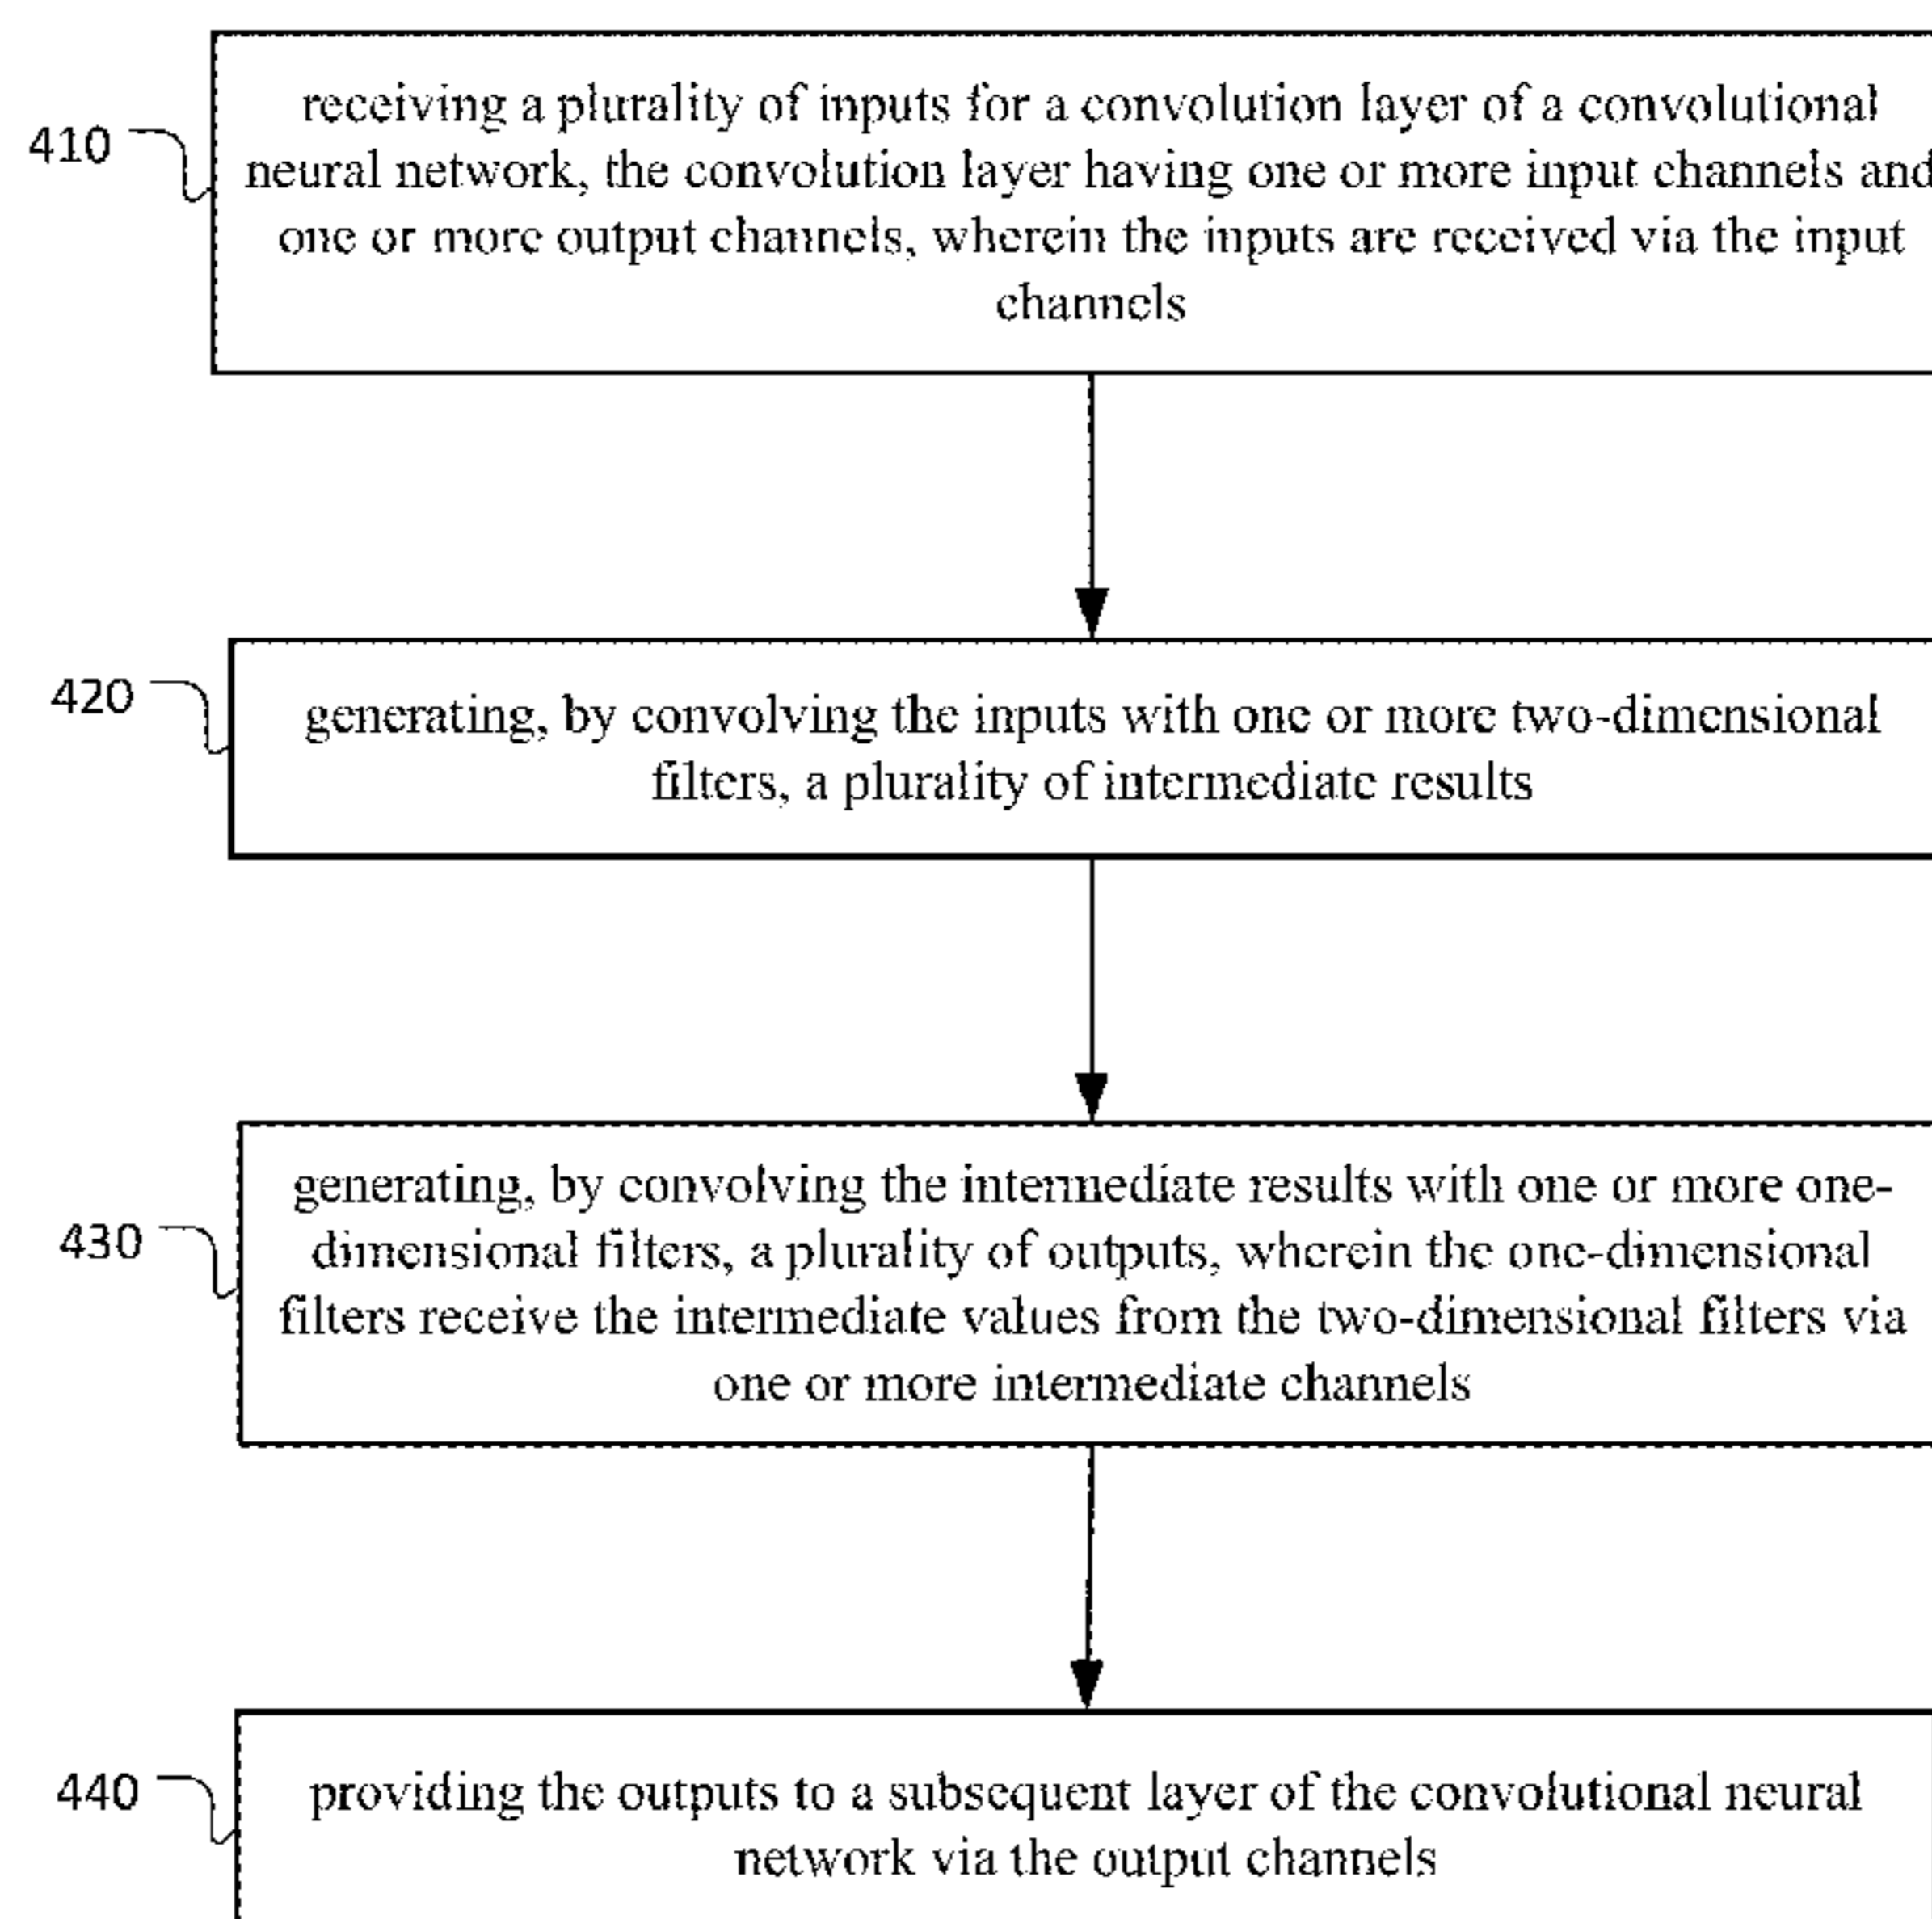 410
receiving a plurality of inputs for a convolution layer of a convolutional
neural network, the convolution layer having one or more input channels and
one or more output channels, wherein the inputs are received via the input
channels
420
generating, by convolving the inputs with one or more two-dimensional
filters, a plurality of intermediate results
430
generating, by convolving the intermediate results with one or more one-
dimensional filters, a plurality of outputs, wherein the one-dimensional
filters receive the intermediate values from the two-dimensional filters via
one or more intermediate channels
440
providing the outputs to a subsequent layer of the convolutional neural
network via the output channels